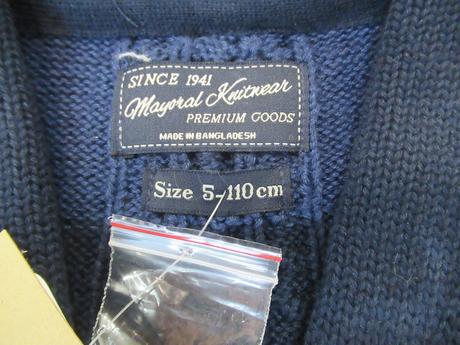 SINCE 1941
Mayoral Knitwear
PREMIUM GOODS
MADE IN BANGLADESH
Size 5-110cm